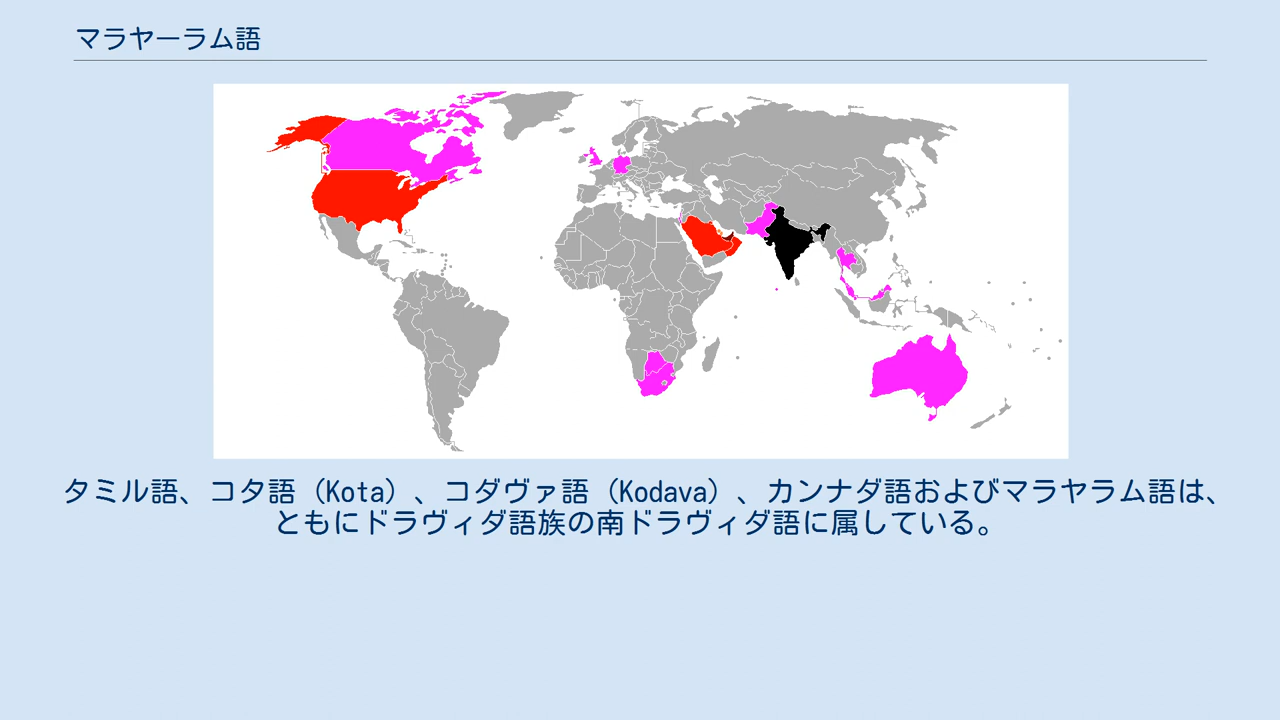 マラヤーラム語
タミル語、コタ語（Kota）、コダヴァ語（Kodava）、カンナダ語およびマラヤラム語は、
ともにドラヴィダ語族の南ドラヴィダ語に属している。